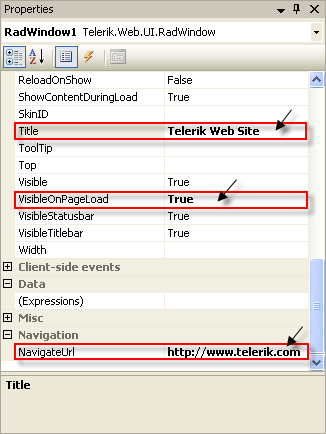 Properties
RadWindow1 Telerik.Web.UI.RadWindow
ReloadOnShow False
ShowContentDuringLoad True
SkinID
Title Telerik Web Site
ToolTip
Top
Visible True
VisibleOnPageLoad True
VisibleStatusbar True
VisibleTitlebar True
Width
Client-side events
Data
(Expressions)
Misc
Navigation
NavigateUrl http://www.telerik.com
Title